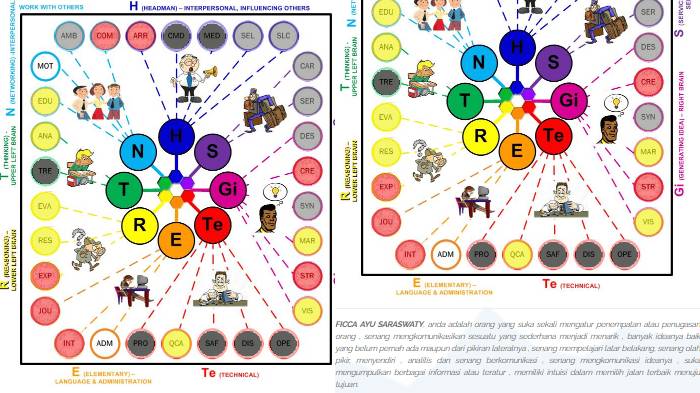 WORK WITH OTHERS
H (HEADMAN) – INTERPERSONAL, INFLUENCING OTHERS
N (NETWORKING) - INTERPERSONAL
AMB COM ARR CMD MED SEL SLC
MOT
CAR
EDU
SER
ANA
DES
TRE
CRE
EVA
SYN
RES
MAR
EXP
STR
JOU
VIS
INT ADM PRO QCA SAF DIS OPE
H
N S
T Gi
R Te
E
T (THINKING) -
UPPER LEFT BRAIN
R (REASONING) –
LOWER LEFT BRAIN
E (ELEMENTARY) –
LANGUAGE & ADMINISTRATION
Te (TECHNICAL)
N
EDU
SER
ANA
DES
TRE
CRE
EVA
SYN
RES
MAR
EXP
STR
JOU
VIS
INT ADM PRO QCA SAF DIS OPE
H
N S
T Gi
R Te
E
T (THINKING) -
UPPER LEFT BRAIN
R (REASONING) –
LOWER LEFT BRAIN
S
Gi (GENERATING IDEA) – RIGHT BRAIN
E (ELEMENTARY) –
LANGUAGE & ADMINISTRATION
Te (TECHNICAL)
FICCA AYU SARASWATY, anda adalah orang yang suka sekali mengatur penempatan atau penugasan
orang , senang mengkomunikasikan sesuatu yang sederhana menjadi menarik , banyak ideanya baik
yang belum pernah ada maupun dari pikiran lateralnya , senang mempelajari latar belakang, senang olah
pikir, menyendiri , analitis dan senang berkomunikasi , senang mengkomunikasi ideanya , suka
mengumpulkan berbagai informasi atau teratur , memiliki intuisi dalam memilih jalan terbaik menuju
tujuan.